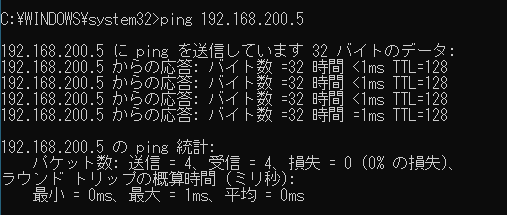 C:¥WINDOWS¥system32>ping 192.168.200.5
192.168.200.5 に ping を送信しています 32 バイトのデータ:
192.168.200.5 からの応答: バイト数 =32 時間 <1ms TTL=128
192.168.200.5 からの応答: バイト数 =32 時間 <1ms TTL=128
192.168.200.5 からの応答: バイト数 =32 時間 <1ms TTL=128
192.168.200.5 からの応答: バイト数 =32 時間 =1ms TTL=128
192.168.200.5 の ping 統計:
パケット数: 送信 = 4、受信 = 4、損失 = 0 (0% の損失)、
ラウンド トリップの概算時間 (ミリ秒):
最小 = 0ms、最大 = 1ms、平均 = 0ms